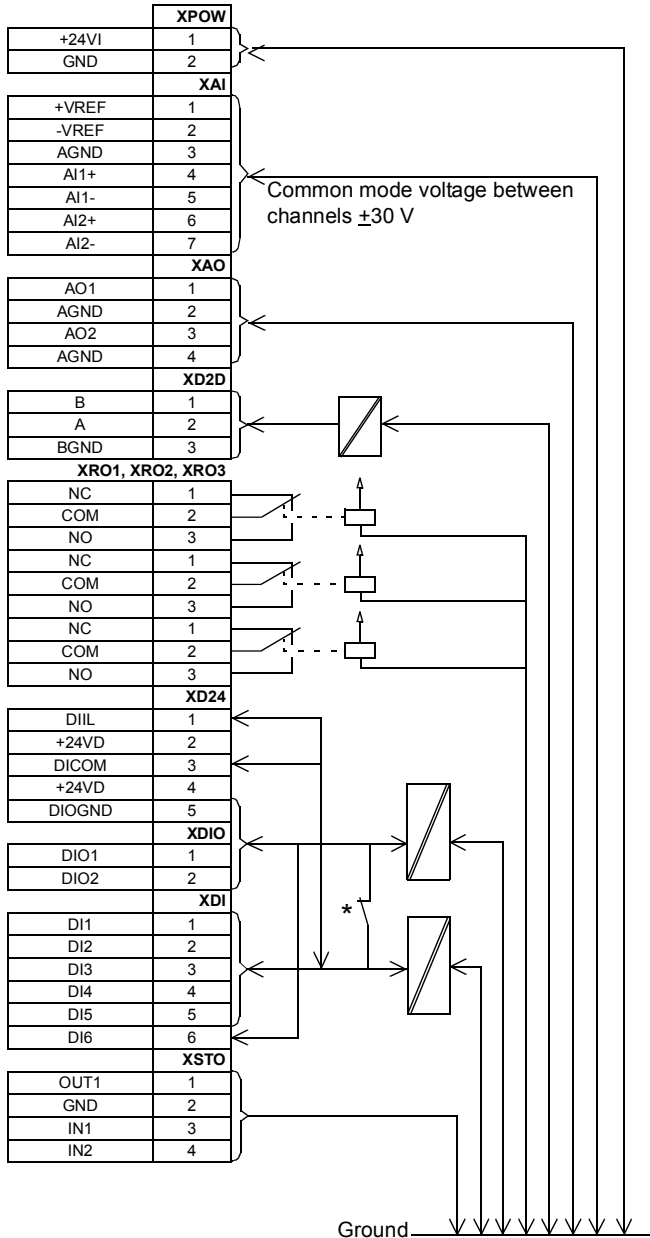 XPOW
+24VI 1
GND 2
XAI
+VREF 1
-VREF 2
AGND 3
AI1+ 4
AI1- 5
AI2+ 6
AI2- 7
Common mode voltage between
channels ±30 V
XAO
AO1 1
AGND 2
AO2 3
AGND 4
XD2D
B 1
A 2
BGND 3
XRO1, XRO2, XRO3
NC 1
COM 2
NO 3
NC 1
COM 2
NO 3
NC 1
COM 2
NO 3
XD24
DIIL 1
+24VD 2
DICOM 3
+24VD 4
DIOGND 5
XDIO
DIO1 1
DIO2 2
*
XDI
DI1 1
DI2 2
DI3 3
DI4 4
DI5 5
DI6 6
XSTO
OUT1 1
GND 2
IN1 3
IN2 4
Ground